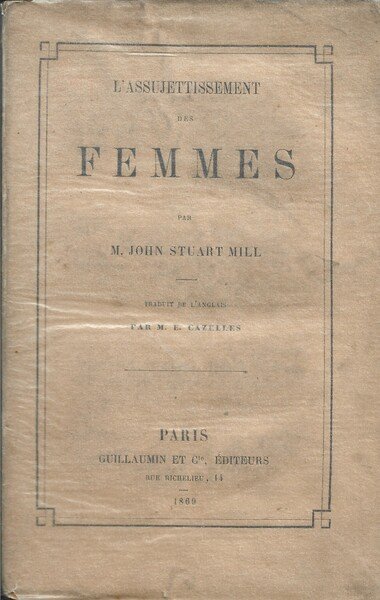 L'ASSUJETTISSEMENT
DES
FEMMES
PAR
M. JOHN STUART MILL
TRADUIT DE L'ANGLAIS
PAR M. E. CAZELLES
PARIS
GUILLAUMIN ET Cie, ÉDITEURS
RUE RICHELIEU, 14
1869